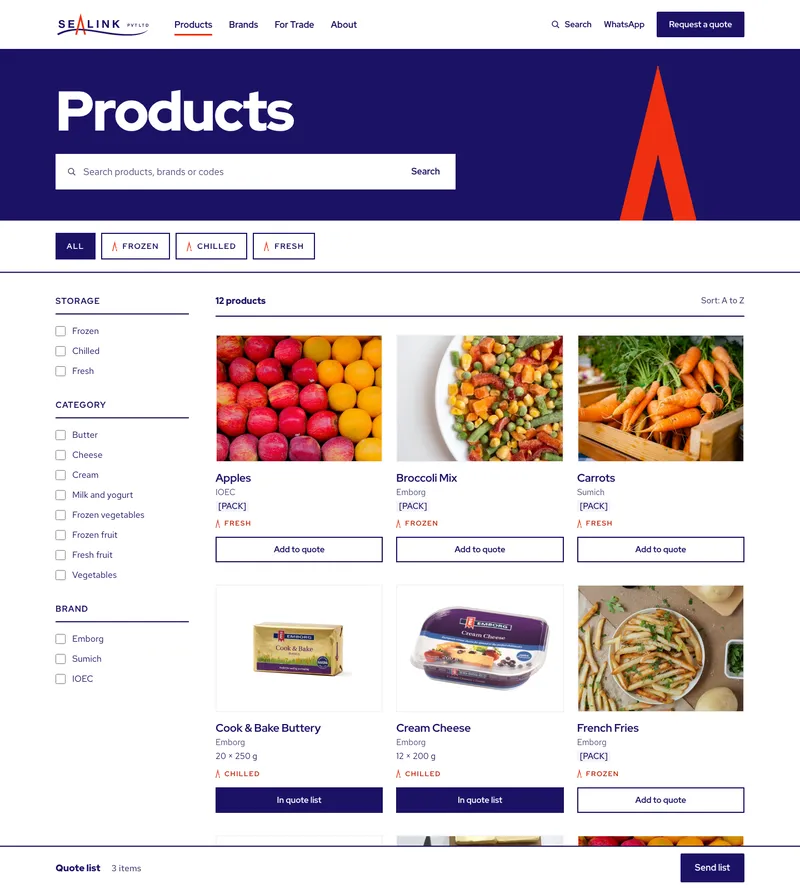 SEALINK PVT LTD
Products Brands For Trade About
Search WhatsApp Request a quote
Products
Search products, brands or codes Search
ALL FROZEN CHILLED FRESH
STORAGE
Frozen
Chilled
Fresh
CATEGORY
Butter
Cheese
Cream
Milk and yogurt
Frozen vegetables
Frozen fruit
Fresh fruit
Vegetables
BRAND
Emborg
Sumich
IOEC
12 products Sort: A to Z
Apples
IOEC
[PACK]
FRESH
Add to quote
Broccoli Mix
Emborg
[PACK]
FROZEN
Add to quote
Carrots
Sumich
[PACK]
FRESH
Add to quote
EMBORG
Cook & Bake
Cook & Bake Buttery
Emborg
20 × 250 g
CHILLED
In quote list
EMBORG
Cream Cheese
Cream Cheese
Emborg
12 × 200 g
CHILLED
In quote list
French Fries
Emborg
[PACK]
FROZEN
Add to quote
Quote list 3 items Send list